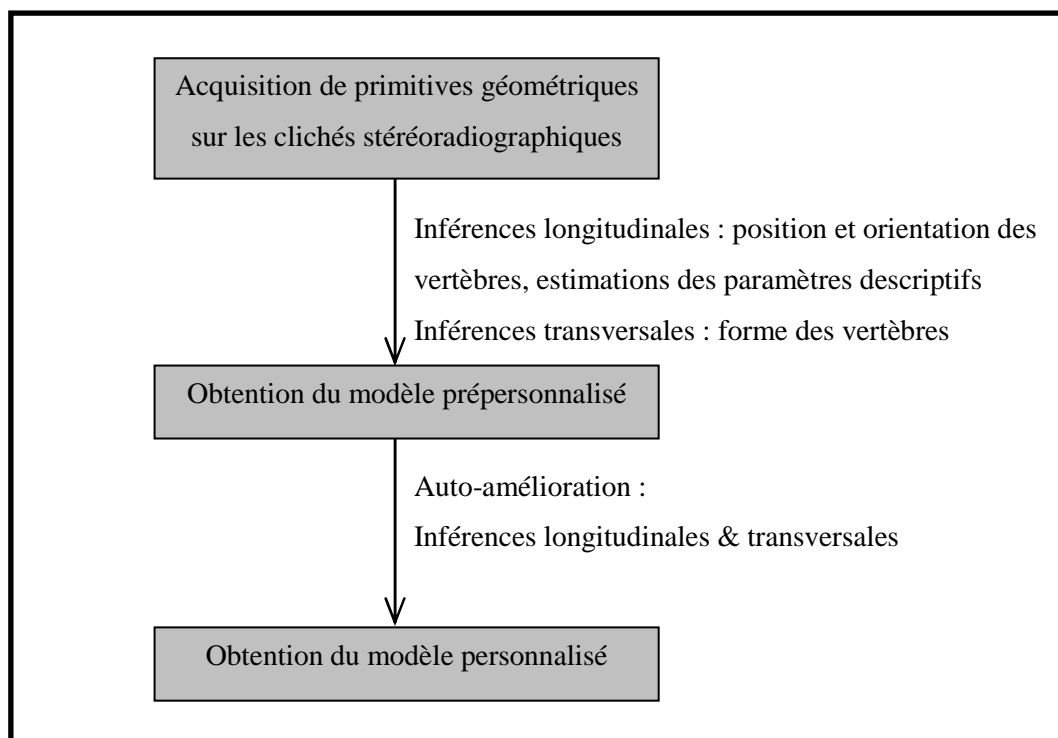 Acquisition de primitives géométriques
sur les clichés stéréoradiographiques
Inférences longitudinales : position et orientation des
vertèbres, estimations des paramètres descriptifs
Inférences transversales : forme des vertèbres
Obtention du modèle prépersonnalisé
Auto-amélioration :
Inférences longitudinales & transversales
Obtention du modèle personnalisé